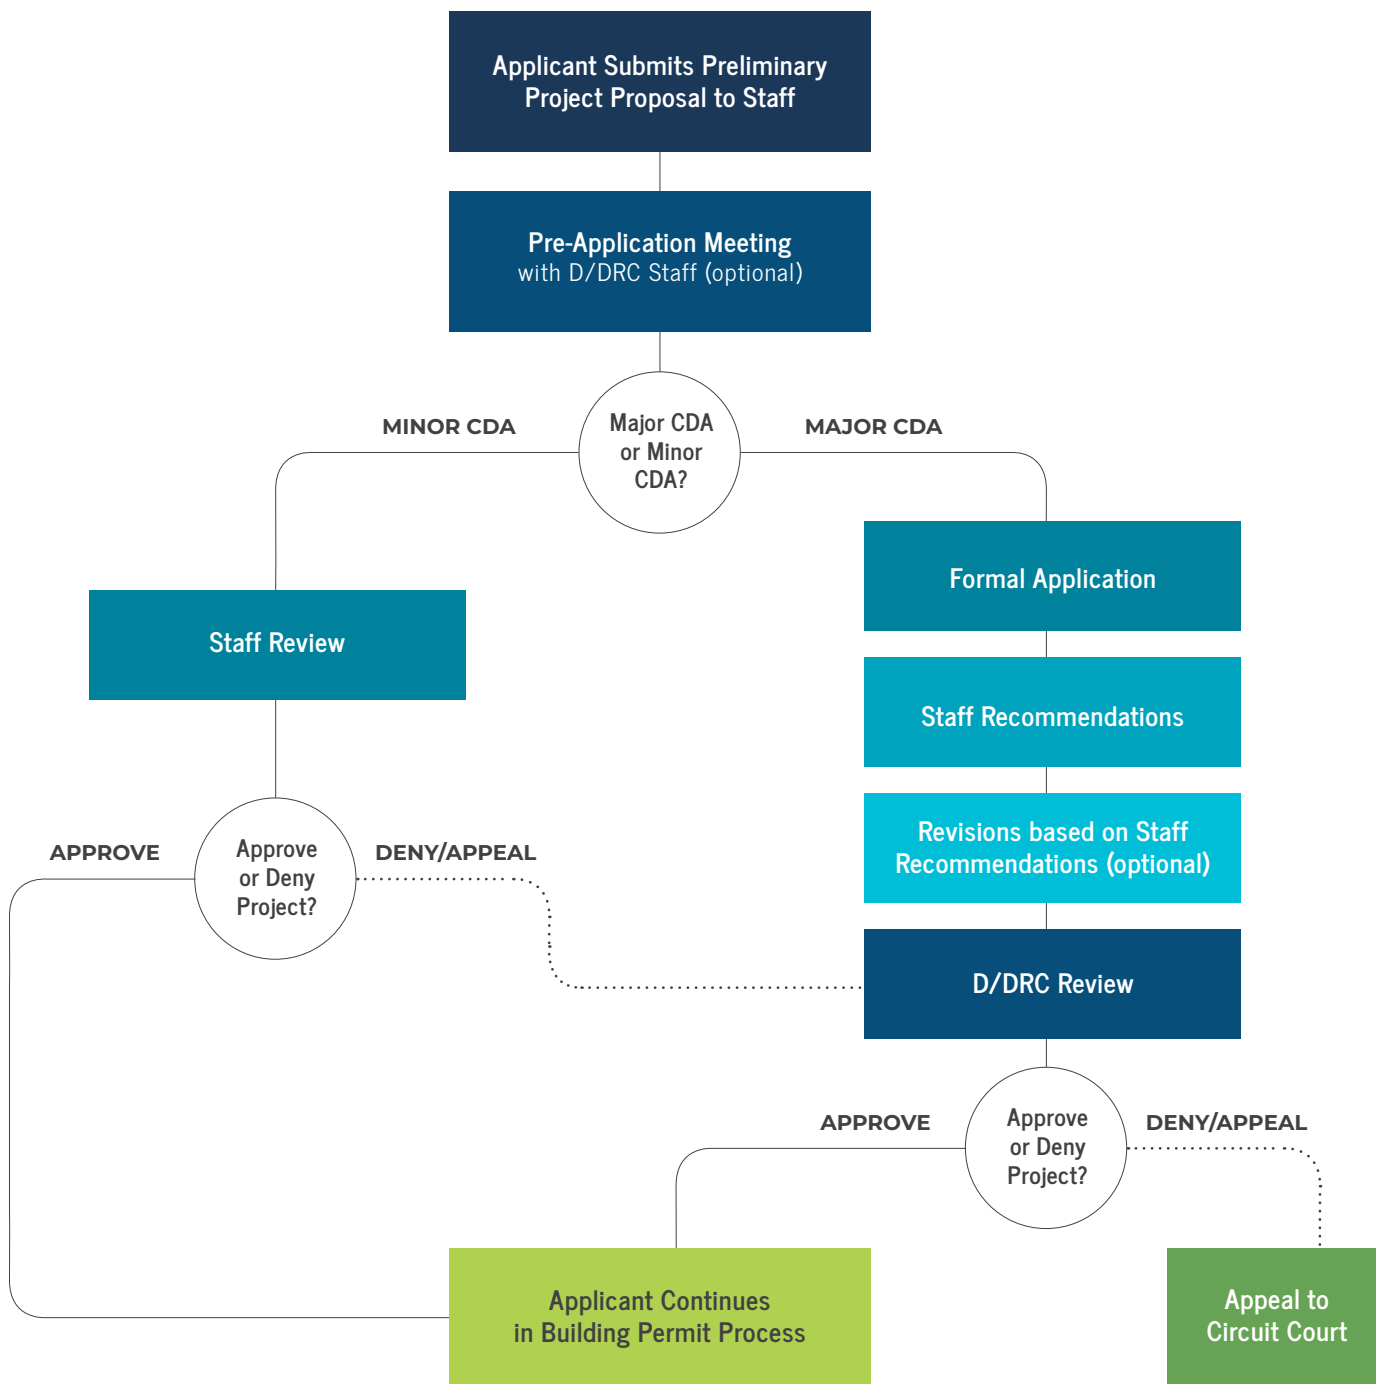 Applicant Submits Preliminary
Project Proposal to Staff
Pre-Application Meeting
with D/DRC Staff (optional)
Major CDA
or Minor
CDA?
MINOR CDA
MAJOR CDA
Formal Application
Staff Review
Staff Recommendations
Revisions based on Staff
Recommendations (optional)
APPROVE
Approve
or Deny
Project?
DENY/APPEAL
D/DRC Review
APPROVE
Approve
or Deny
Project?
DENY/APPEAL
Applicant Continues
in Building Permit Process
Appeal to
Circuit Court